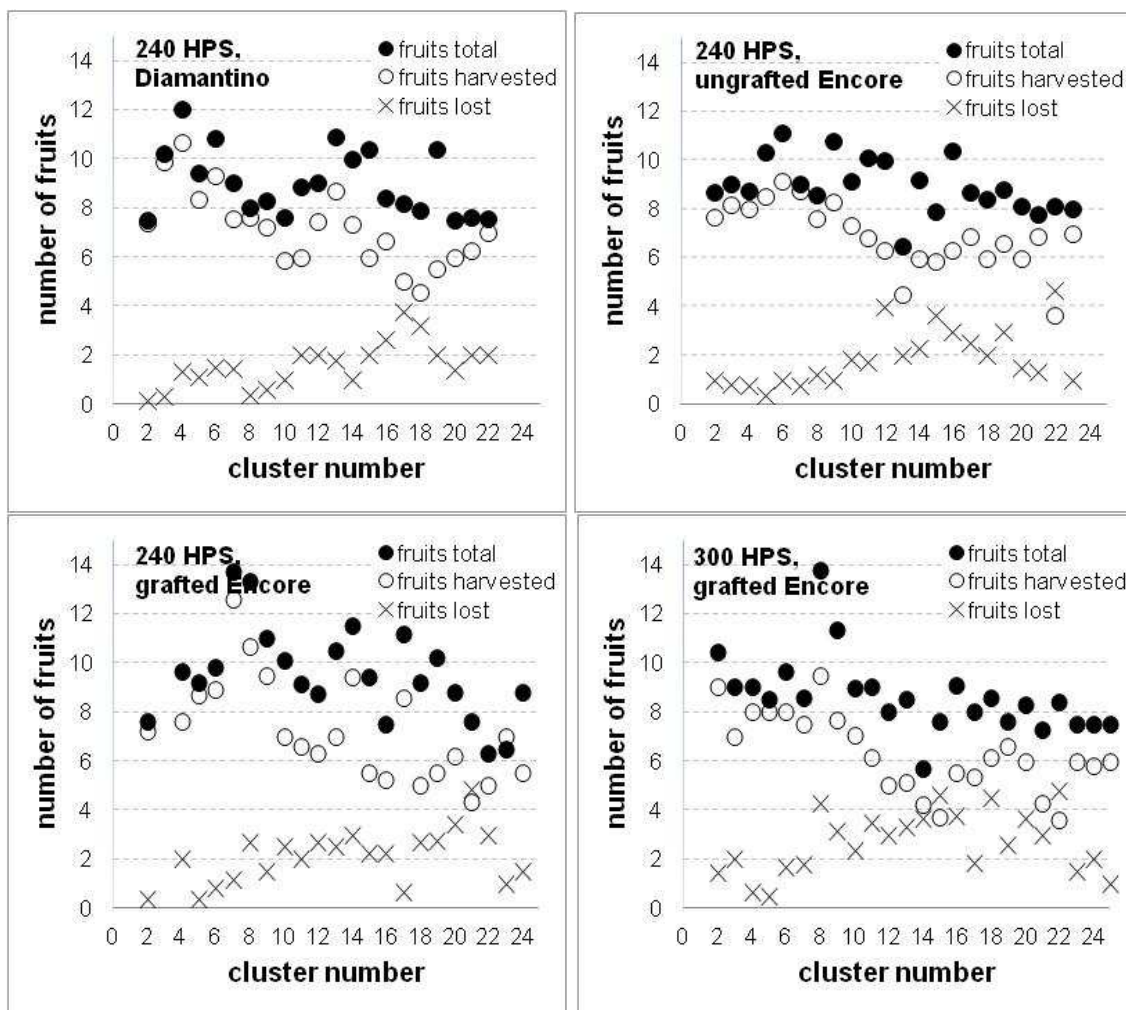 240 HPS,
Diamantino
fruits total
fruits harvested
fruits lost
14
12
10
8
6
4
2
0
number of fruits
0 2 4 6 8 10 12 14 16 18 20 22 24
cluster number
240 HPS,
ungrafted Encore
fruits total
fruits harvested
fruits lost
14
12
10
8
6
4
2
0
number of fruits
0 2 4 6 8 10 12 14 16 18 20 22 24
cluster number
240 HPS,
grafted Encore
fruits total
fruits harvested
fruits lost
14
12
10
8
6
4
2
0
number of fruits
0 2 4 6 8 10 12 14 16 18 20 22 24
cluster number
300 HPS,
grafted Encore
fruits total
fruits harvested
fruits lost
14
12
10
8
6
4
2
0
number of fruits
0 2 4 6 8 10 12 14 16 18 20 22 24
cluster number